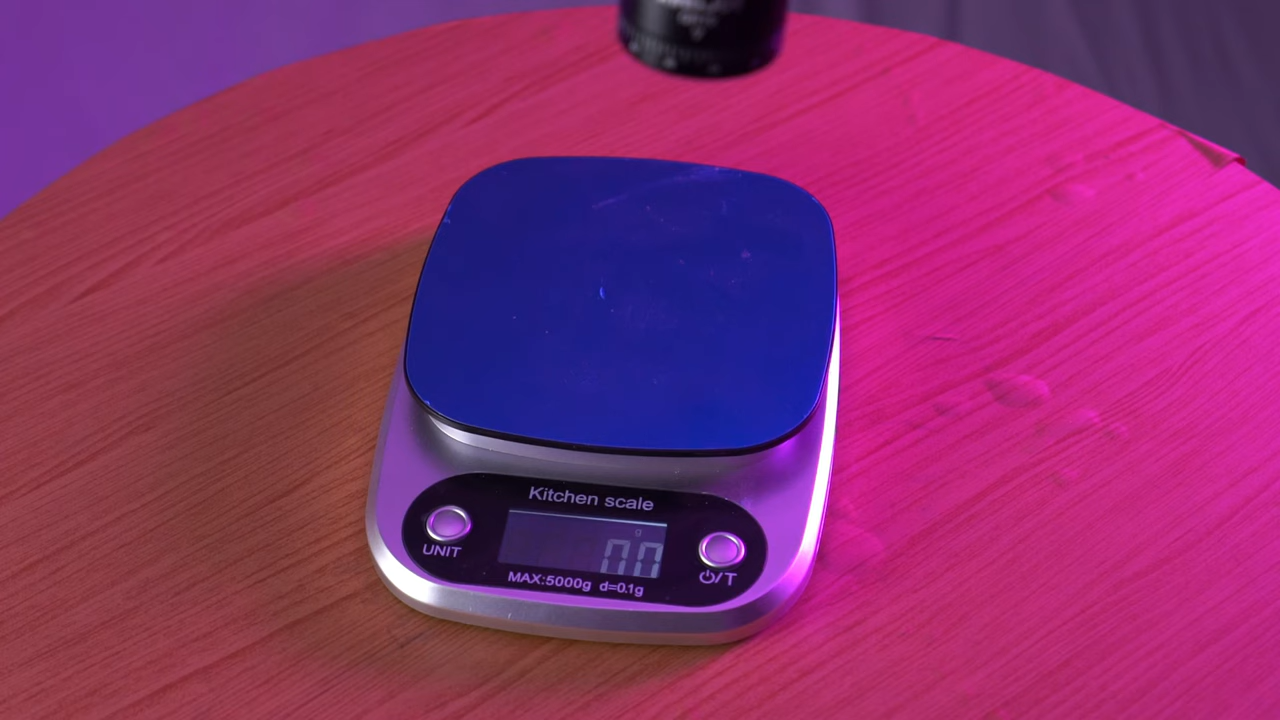 Kitchen scale
g
0.0
UNIT
⏻/T
MAX:5000g d=0.1g